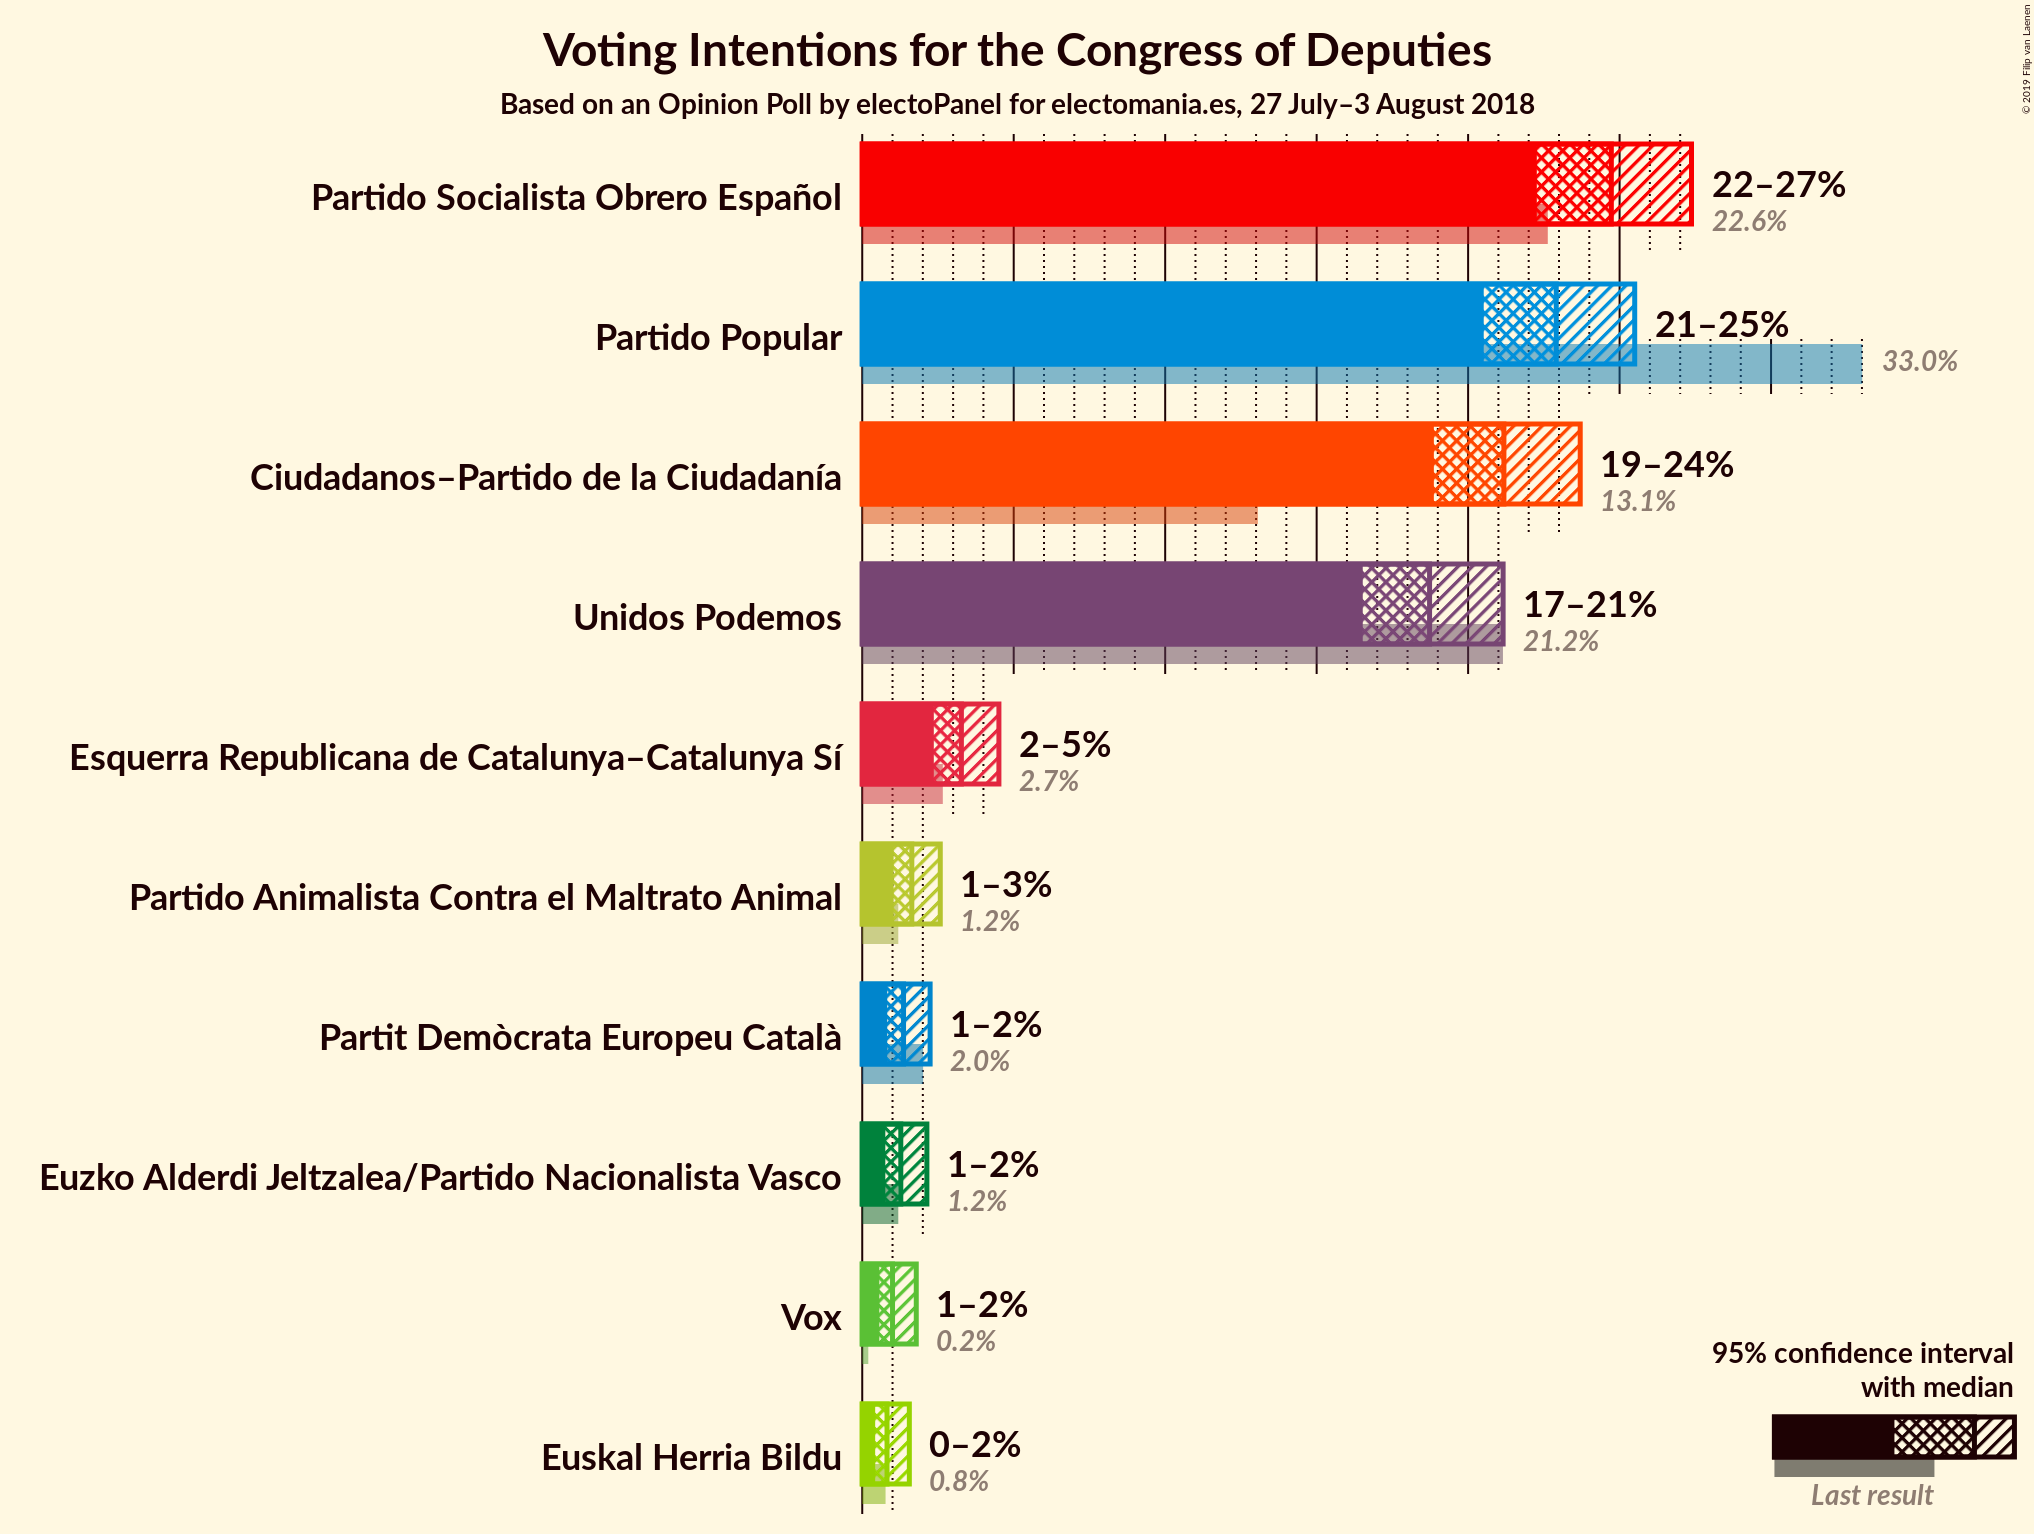 Voting Intentions for the Congress of Deputies
Based on an Opinion Poll by electoPanel for electomania.es, 27 July–3 August 2018
© 2019 Filip van Laenen
Partido Socialista Obrero Español
22–27%
22.6%
Partido Popular
21–25%
33.0%
Ciudadanos–Partido de la Ciudadanía
19–24%
13.1%
Unidos Podemos
17–21%
21.2%
Esquerra Republicana de Catalunya–Catalunya Sí
2–5%
2.7%
Partido Animalista Contra el Maltrato Animal
1–3%
1.2%
Partit Demòcrata Europeu Català
1–2%
2.0%
Euzko Alderdi Jeltzalea/Partido Nacionalista Vasco
1–2%
1.2%
Vox
1–2%
0.2%
Euskal Herria Bildu
0–2%
0.8%
95% confidence interval
with median
Last result